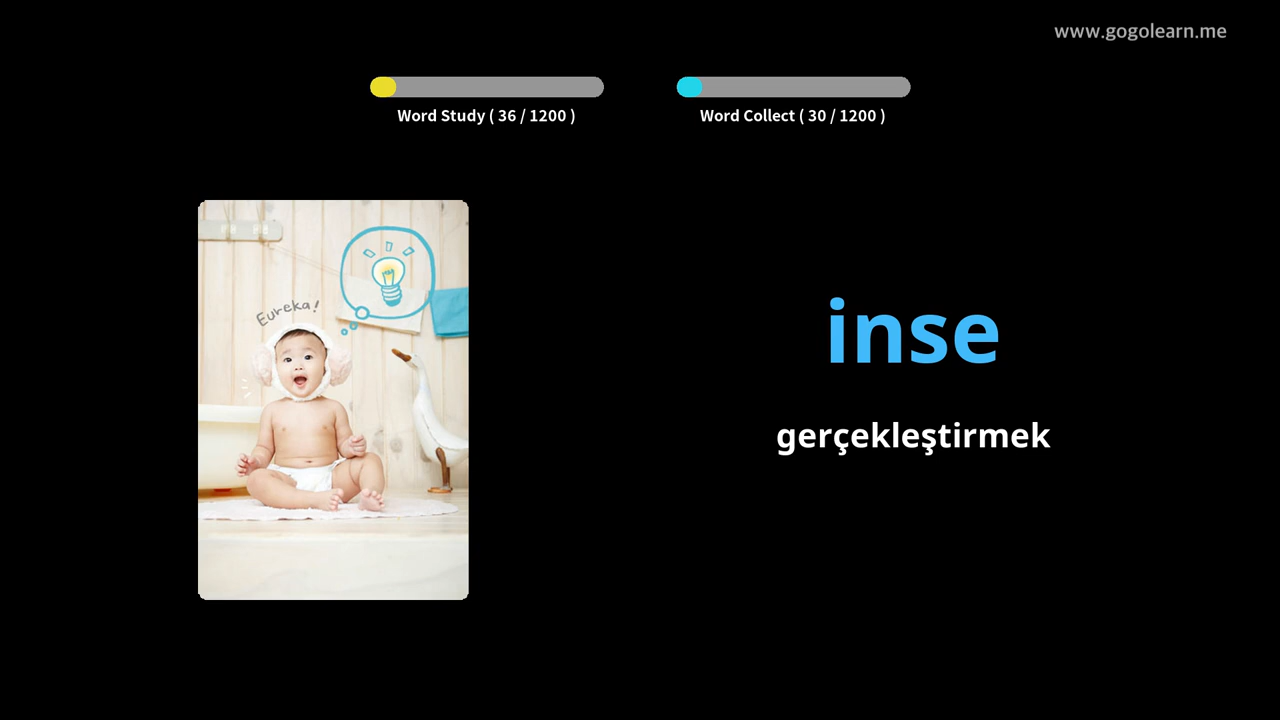 www.gogolearn.me
Word Study ( 36 / 1200 )
Word Collect ( 30 / 1200 )
Eureka!
inse
gerçekleştirmek